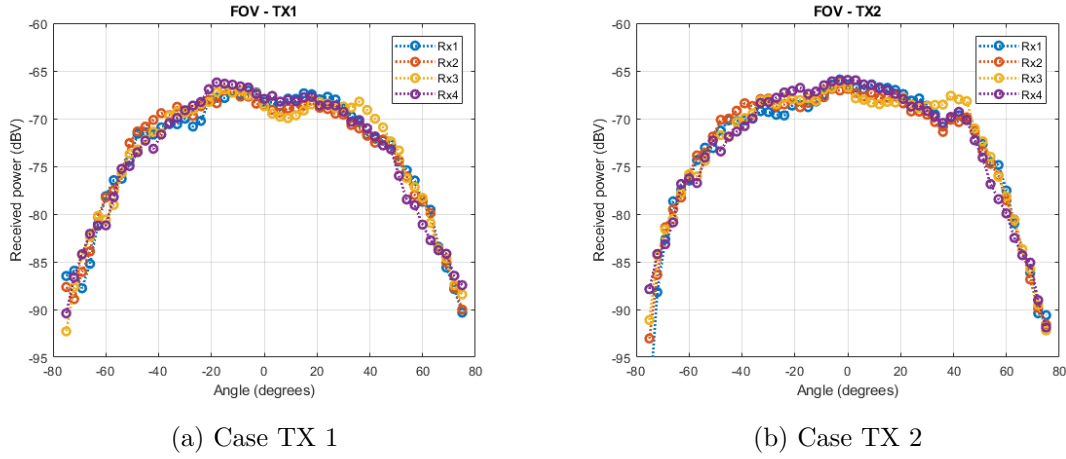 FOV - TX1
-60
-65
-70
-75
-80
-85
-90
-95
Received power (dBV)
-80 -60 -40 -20 0 20 40 60 80
Angle (degrees)
Rx1
Rx2
Rx3
Rx4
(a) Case TX 1
FOV - TX2
-60
-65
-70
-75
-80
-85
-90
-95
Received power (dBV)
-80 -60 -40 -20 0 20 40 60 80
Angle (degrees)
Rx1
Rx2
Rx3
Rx4
(b) Case TX 2